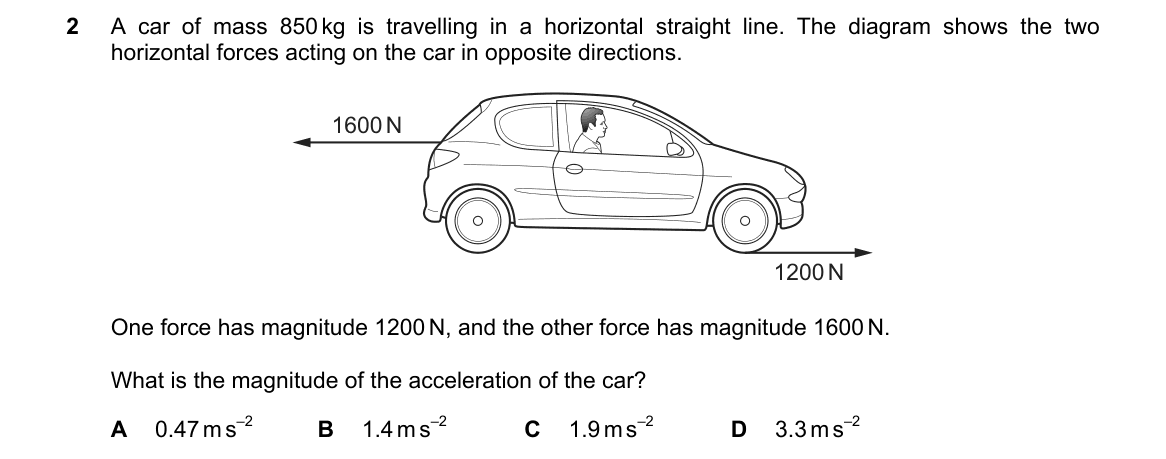 2 A car of mass 850 kg is travelling in a horizontal straight line. The diagram shows the two
horizontal forces acting on the car in opposite directions.
1600 N
1200 N
One force has magnitude 1200 N, and the other force has magnitude 1600 N.
What is the magnitude of the acceleration of the car?
A 0.47 m s⁻² B 1.4 m s⁻² C 1.9 m s⁻² D 3.3 m s⁻²